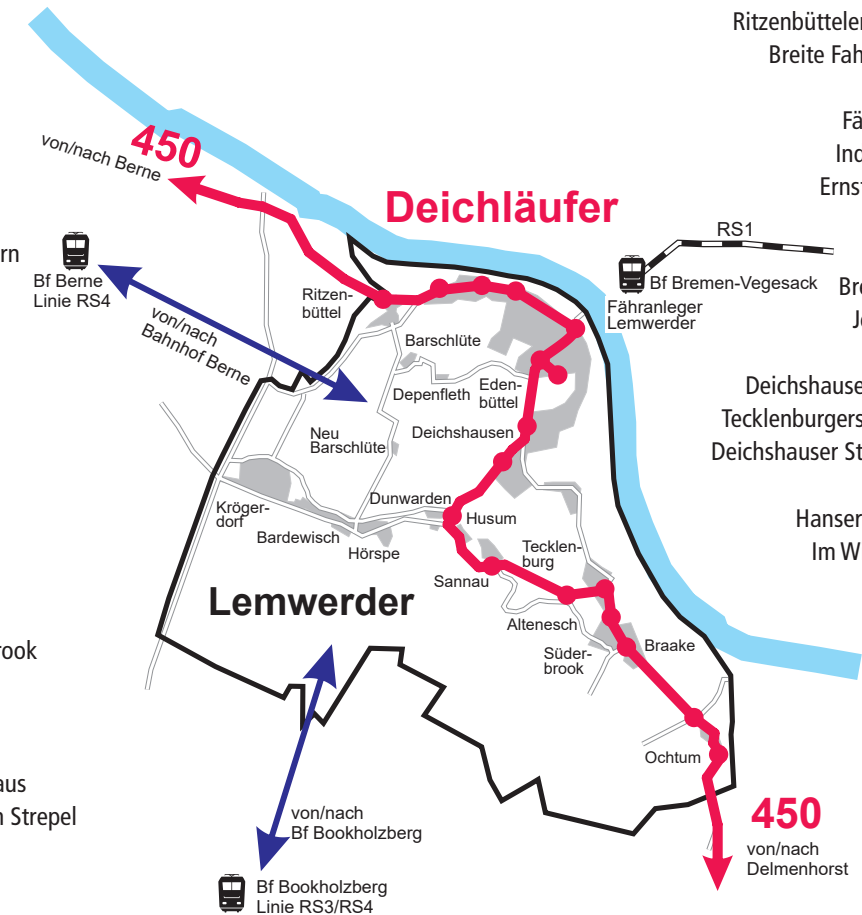 Ritzenbütteler
Breite Fah
Fä
Ind
Ernst
450
von/nach Berne
Deichläufer
RS1
Bf Berne
Linie RS4
rn
Bf Bremen-Vegesack
Fähranleger
Lemwerder
Bre
Je
von/nach
Bahnhof Berne
Ritzen-
büttel
Barschlüte
Depenfleth
Eden-
büttel
Deichshausen
Neu
Barschlüte
Deichshause
Tecklenburgers
Deichshauser St
Dunwarden
Husum
Kröger-
dorf
Bardewisch
Hörspe
Hansen
Im W
Tecklen-
burg
Sannau
Lemwerder
Altenesch
Süder-
brook
Braake
rook
Ochtum
aus
n Strepel
von/nach
Bf Bookholzberg
450
von/nach
Delmenhorst
Bf Bookholzberg
Linie RS3/RS4